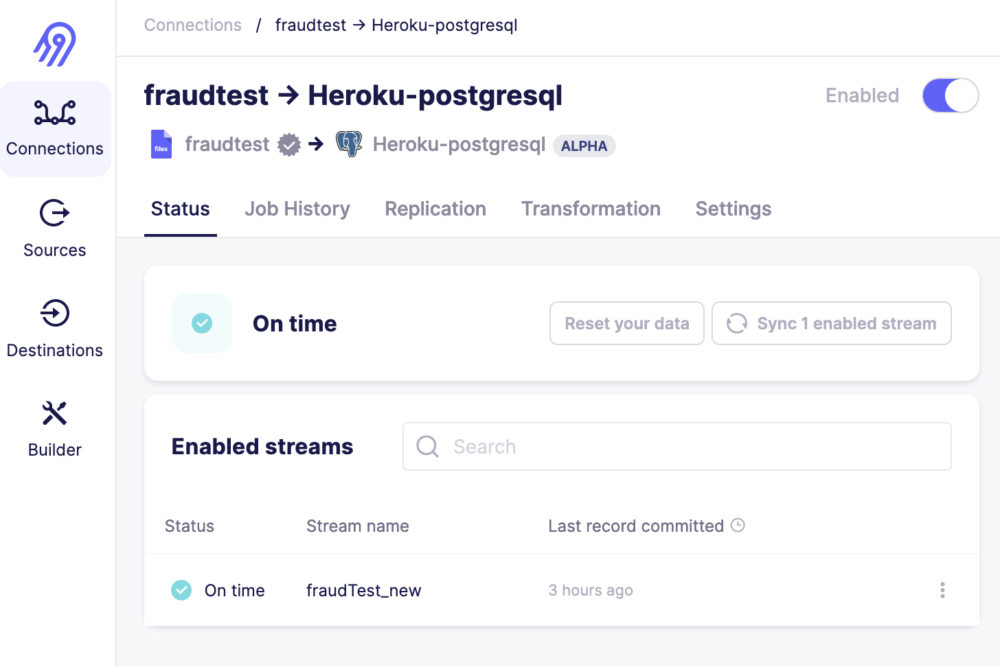 Connections / fraudtest → Heroku-postgresql
fraudtest → Heroku-postgresql
Enabled
files fraudtest → Heroku-postgresql ALPHA
Connections
Sources
Destinations
Builder
Status Job History Replication Transformation Settings
On time
Reset your data Sync 1 enabled stream
Enabled streams
Search
Status Stream name Last record committed
On time fraudTest_new 3 hours ago